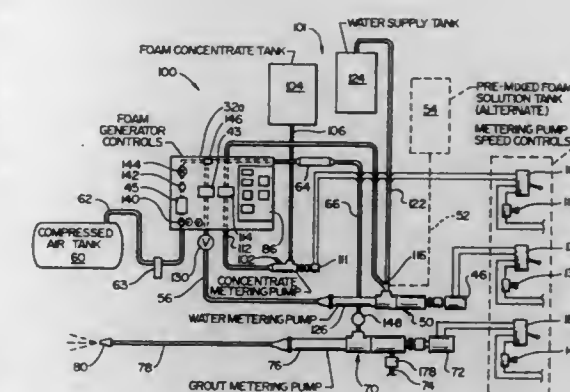 101
WATER SUPPLY TANK
FOAM CONCENTRATE TANK
100
104
124
54
PRE-MIXED FOAM
SOLUTION TANK
(ALTERNATE)
METERING PUMP
SPEED CONTROLS
FOAM
GENERATOR
CONTROLS
32a
146
43
106
144
142
45
140
64
62
66
122
52
COMPRESSED
AIR TANK
60
63
130
V
56
114
112
86
102
111
116
CONCENTRATE
METERING PUMP
46
WATER METERING PUMP
126
148
50
80
78
76
72
178
74
GROUT METERING PUMP
70